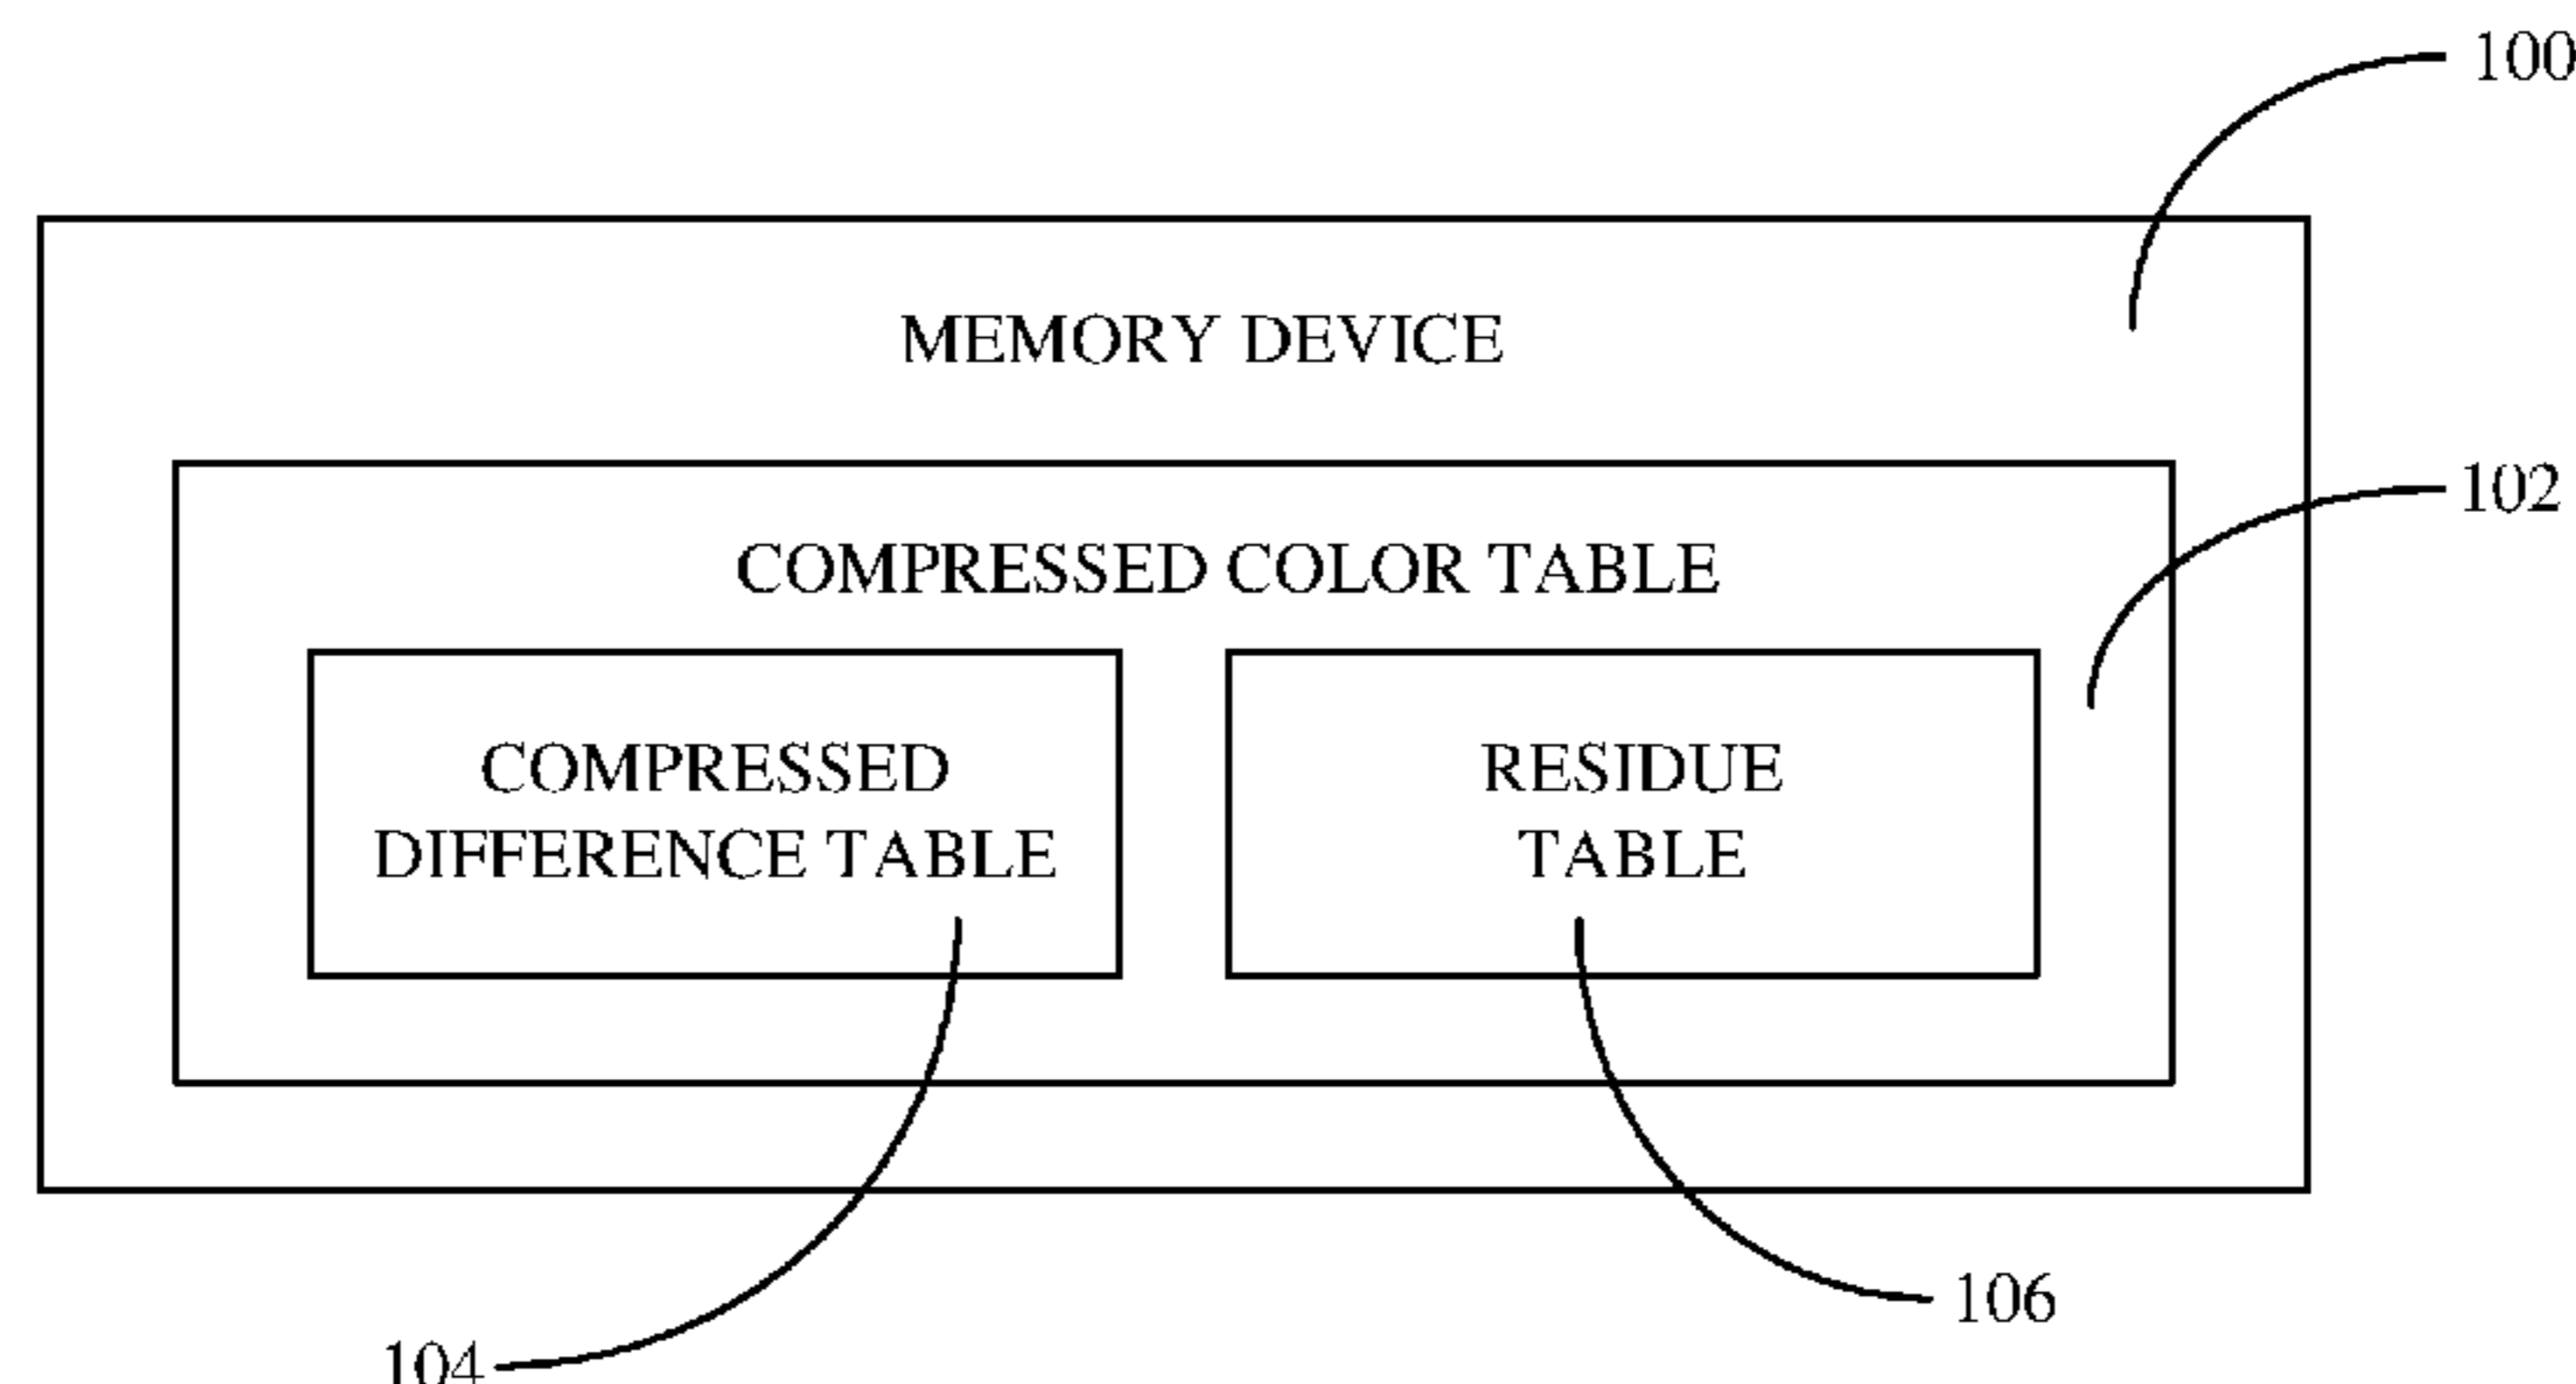 100
MEMORY DEVICE
102
COMPRESSED COLOR TABLE
COMPRESSED
DIFFERENCE TABLE
RESIDUE
TABLE
106
104